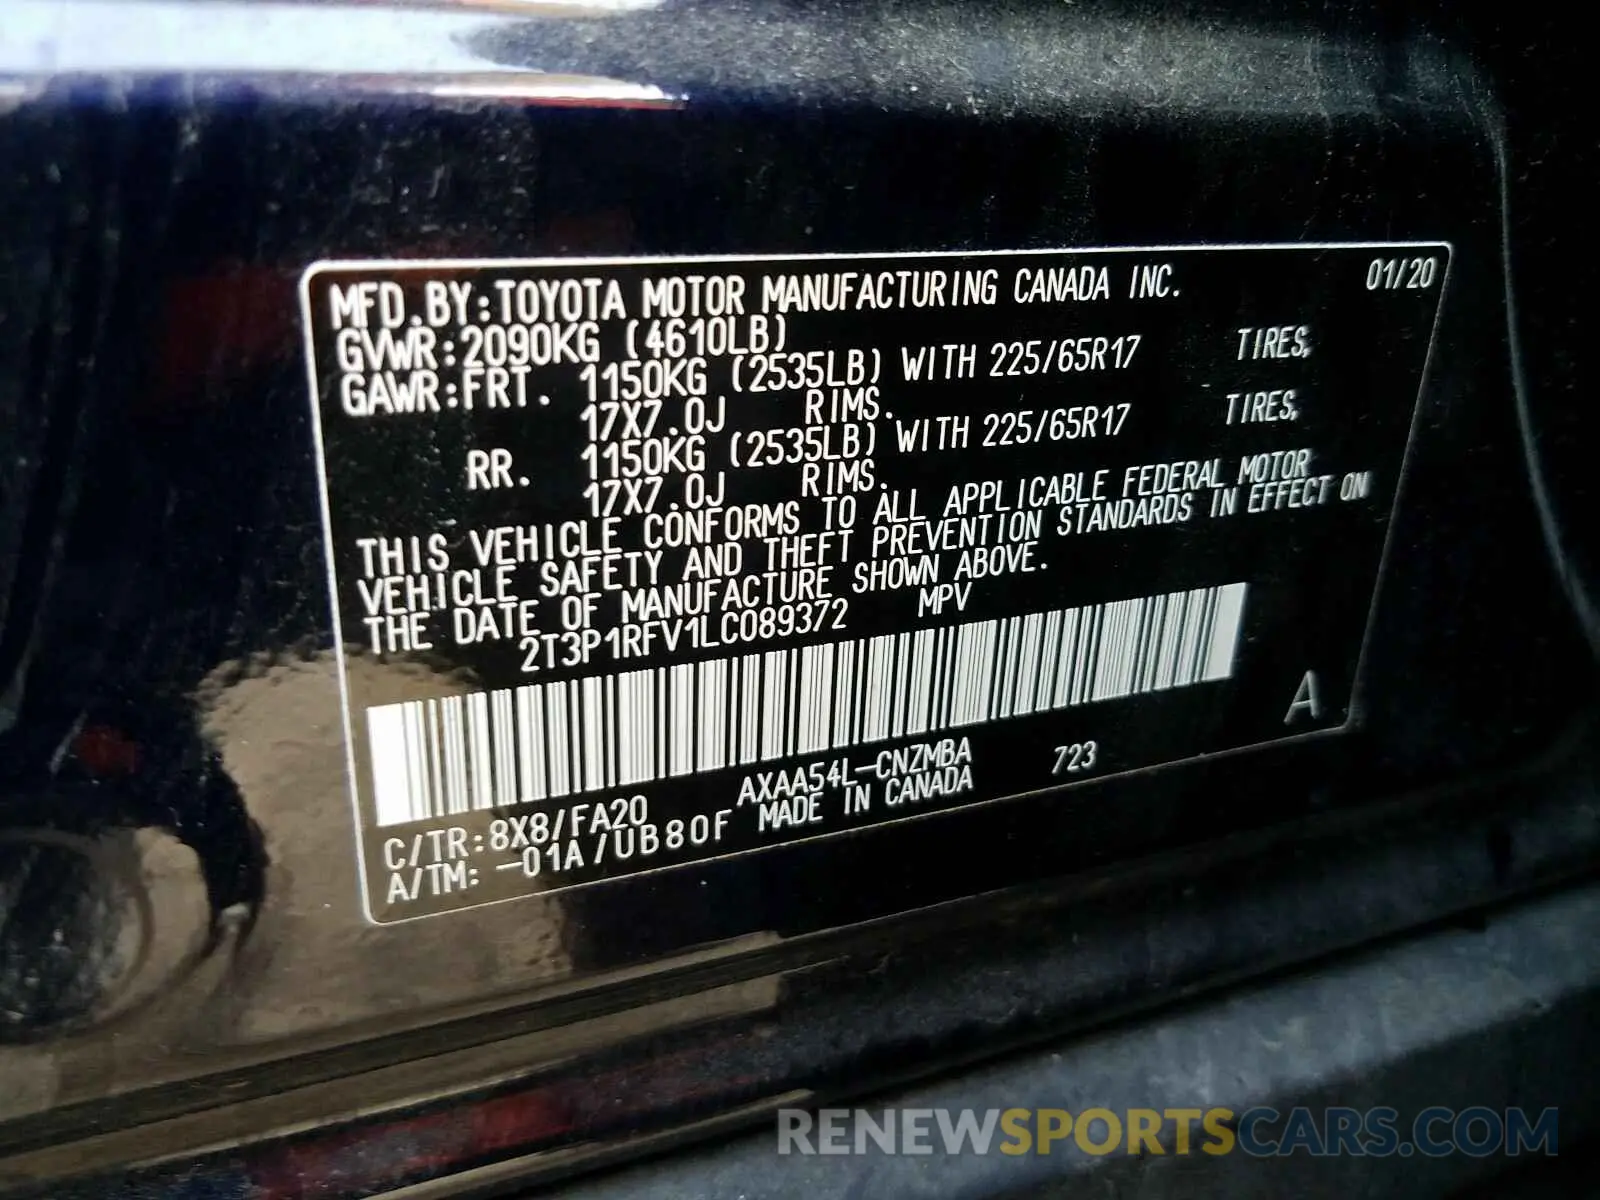 MFD.BY:TOYOTA MOTOR MANUFACTURING CANADA INC. 01/20
GVWR:2090KG (4610LB)
GAWR:FRT. 1150KG (2535LB) WITH 225/65R17 TIRES,
17X7.0J RIMS.
RR. 1150KG (2535LB) WITH 225/65R17 TIRES,
17X7.0J RIMS.
THIS VEHICLE CONFORMS TO ALL APPLICABLE FEDERAL MOTOR
VEHICLE SAFETY AND THEFT PREVENTION STANDARDS IN EFFECT ON
THE DATE OF MANUFACTURE SHOWN ABOVE.
2T3P1RFV1LC089372 MPV
A
C/TR:8X8/FA20 AXAA54L-CNZMBA 723
A/TM:-01A/UB80F MADE IN CANADA
RENEWSPORTSCARS.COM